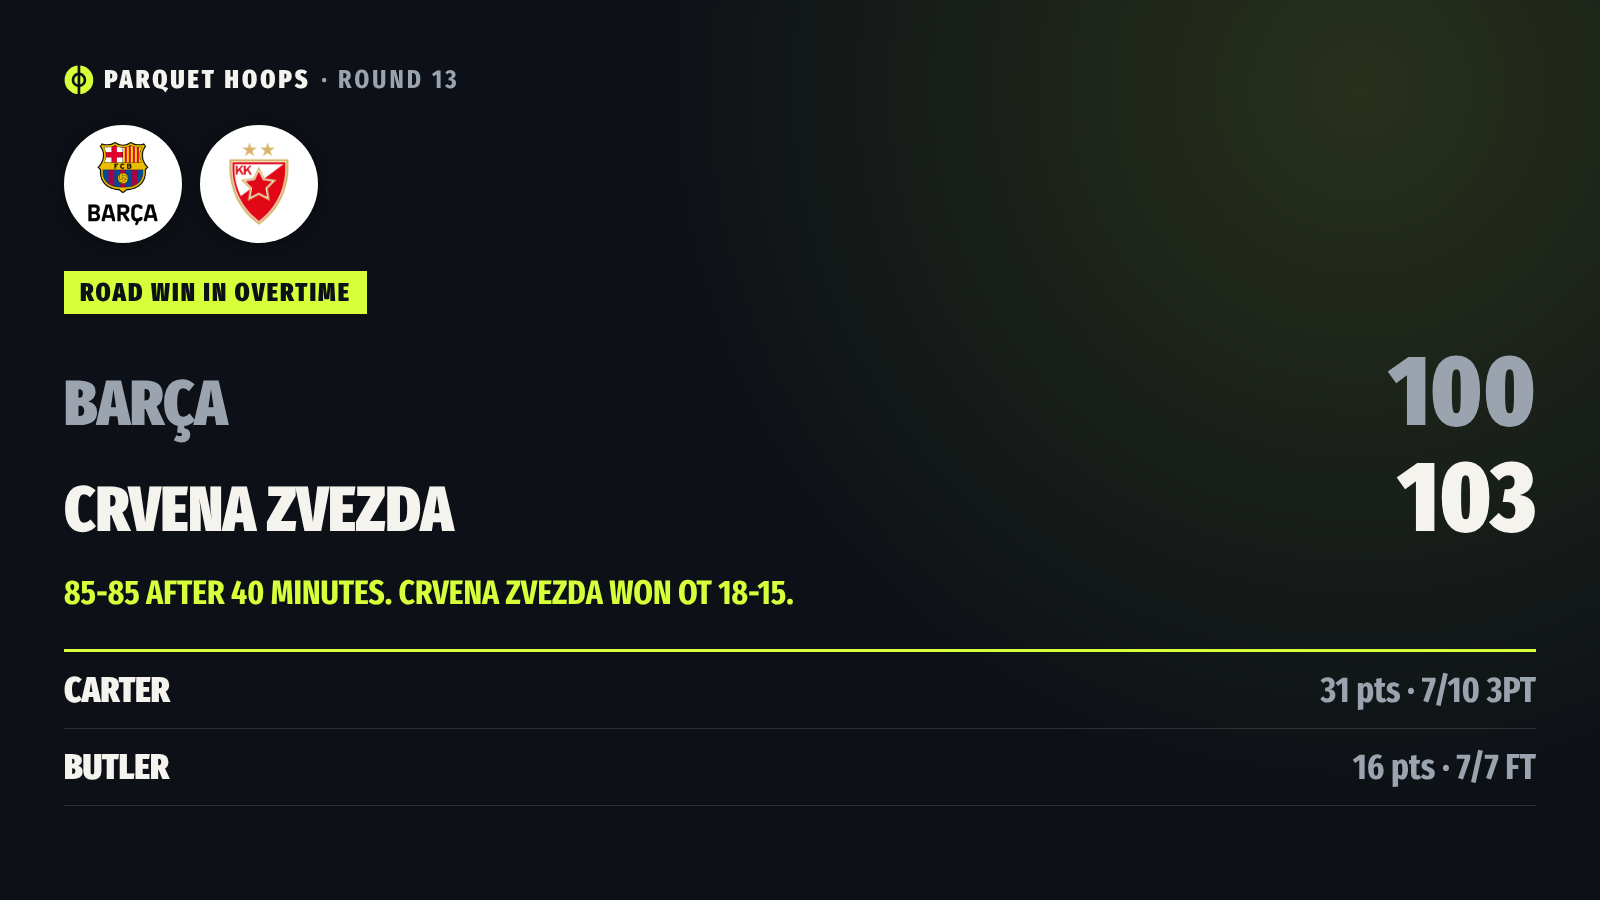 PARQUET HOOPS · ROUND 13
FCB
BARÇA
KK
ROAD WIN IN OVERTIME
BARÇA 100
CRVENA ZVEZDA 103
85-85 AFTER 40 MINUTES. CRVENA ZVEZDA WON OT 18-15.
CARTER 31 pts · 7/10 3PT
BUTLER 16 pts · 7/7 FT